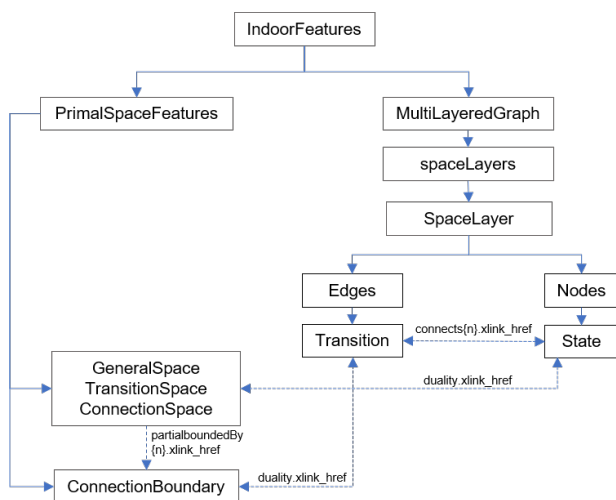 IndoorFeatures
PrimalSpaceFeatures
MultiLayeredGraph
spaceLayers
SpaceLayer
Edges
Nodes
Transition
connects{n}.xlink_href
State
GeneralSpace
TransitionSpace
ConnectionSpace
duality.xlink_href
partialboundedBy
{n}.xlink_href
ConnectionBoundary
duality.xlink_href